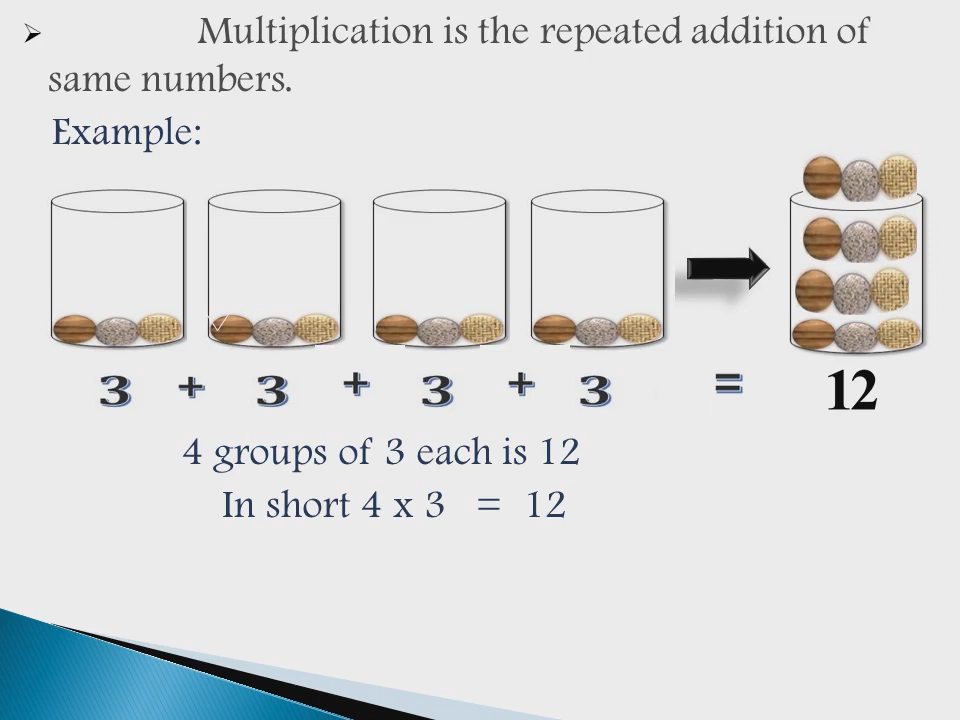 ➢ Multiplication is the repeated addition of
same numbers.
Example:
3 + 3 + 3 + 3 = 12
4 groups of 3 each is 12
In short 4 x 3 = 12